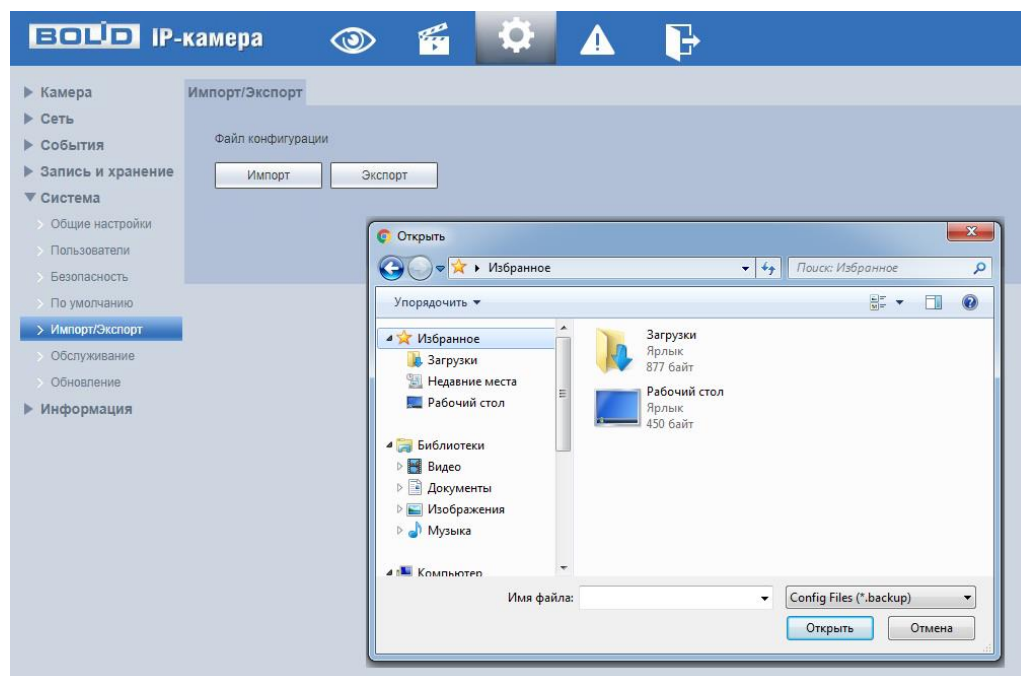 BOLID IP-камера
Камера
Сеть
События
Запись и хранение
Система
Общие настройки
Пользователи
Безопасность
По умолчанию
Импорт/Экспорт
Обслуживание
Обновление
Информация
Импорт/Экспорт
Файл конфигурации
Импорт Экспорт
Открыть
Избранное Поиск: Избранное
Упорядочить
Избранное
Загрузки
Недавние места
Рабочий стол
Библиотеки
Видео
Документы
Изображения
Музыка
Компьютер
Загрузки
Ярлык
877 байт
Рабочий стол
Ярлык
450 байт
Имя файла: Config Files (*.backup)
Открыть Отмена